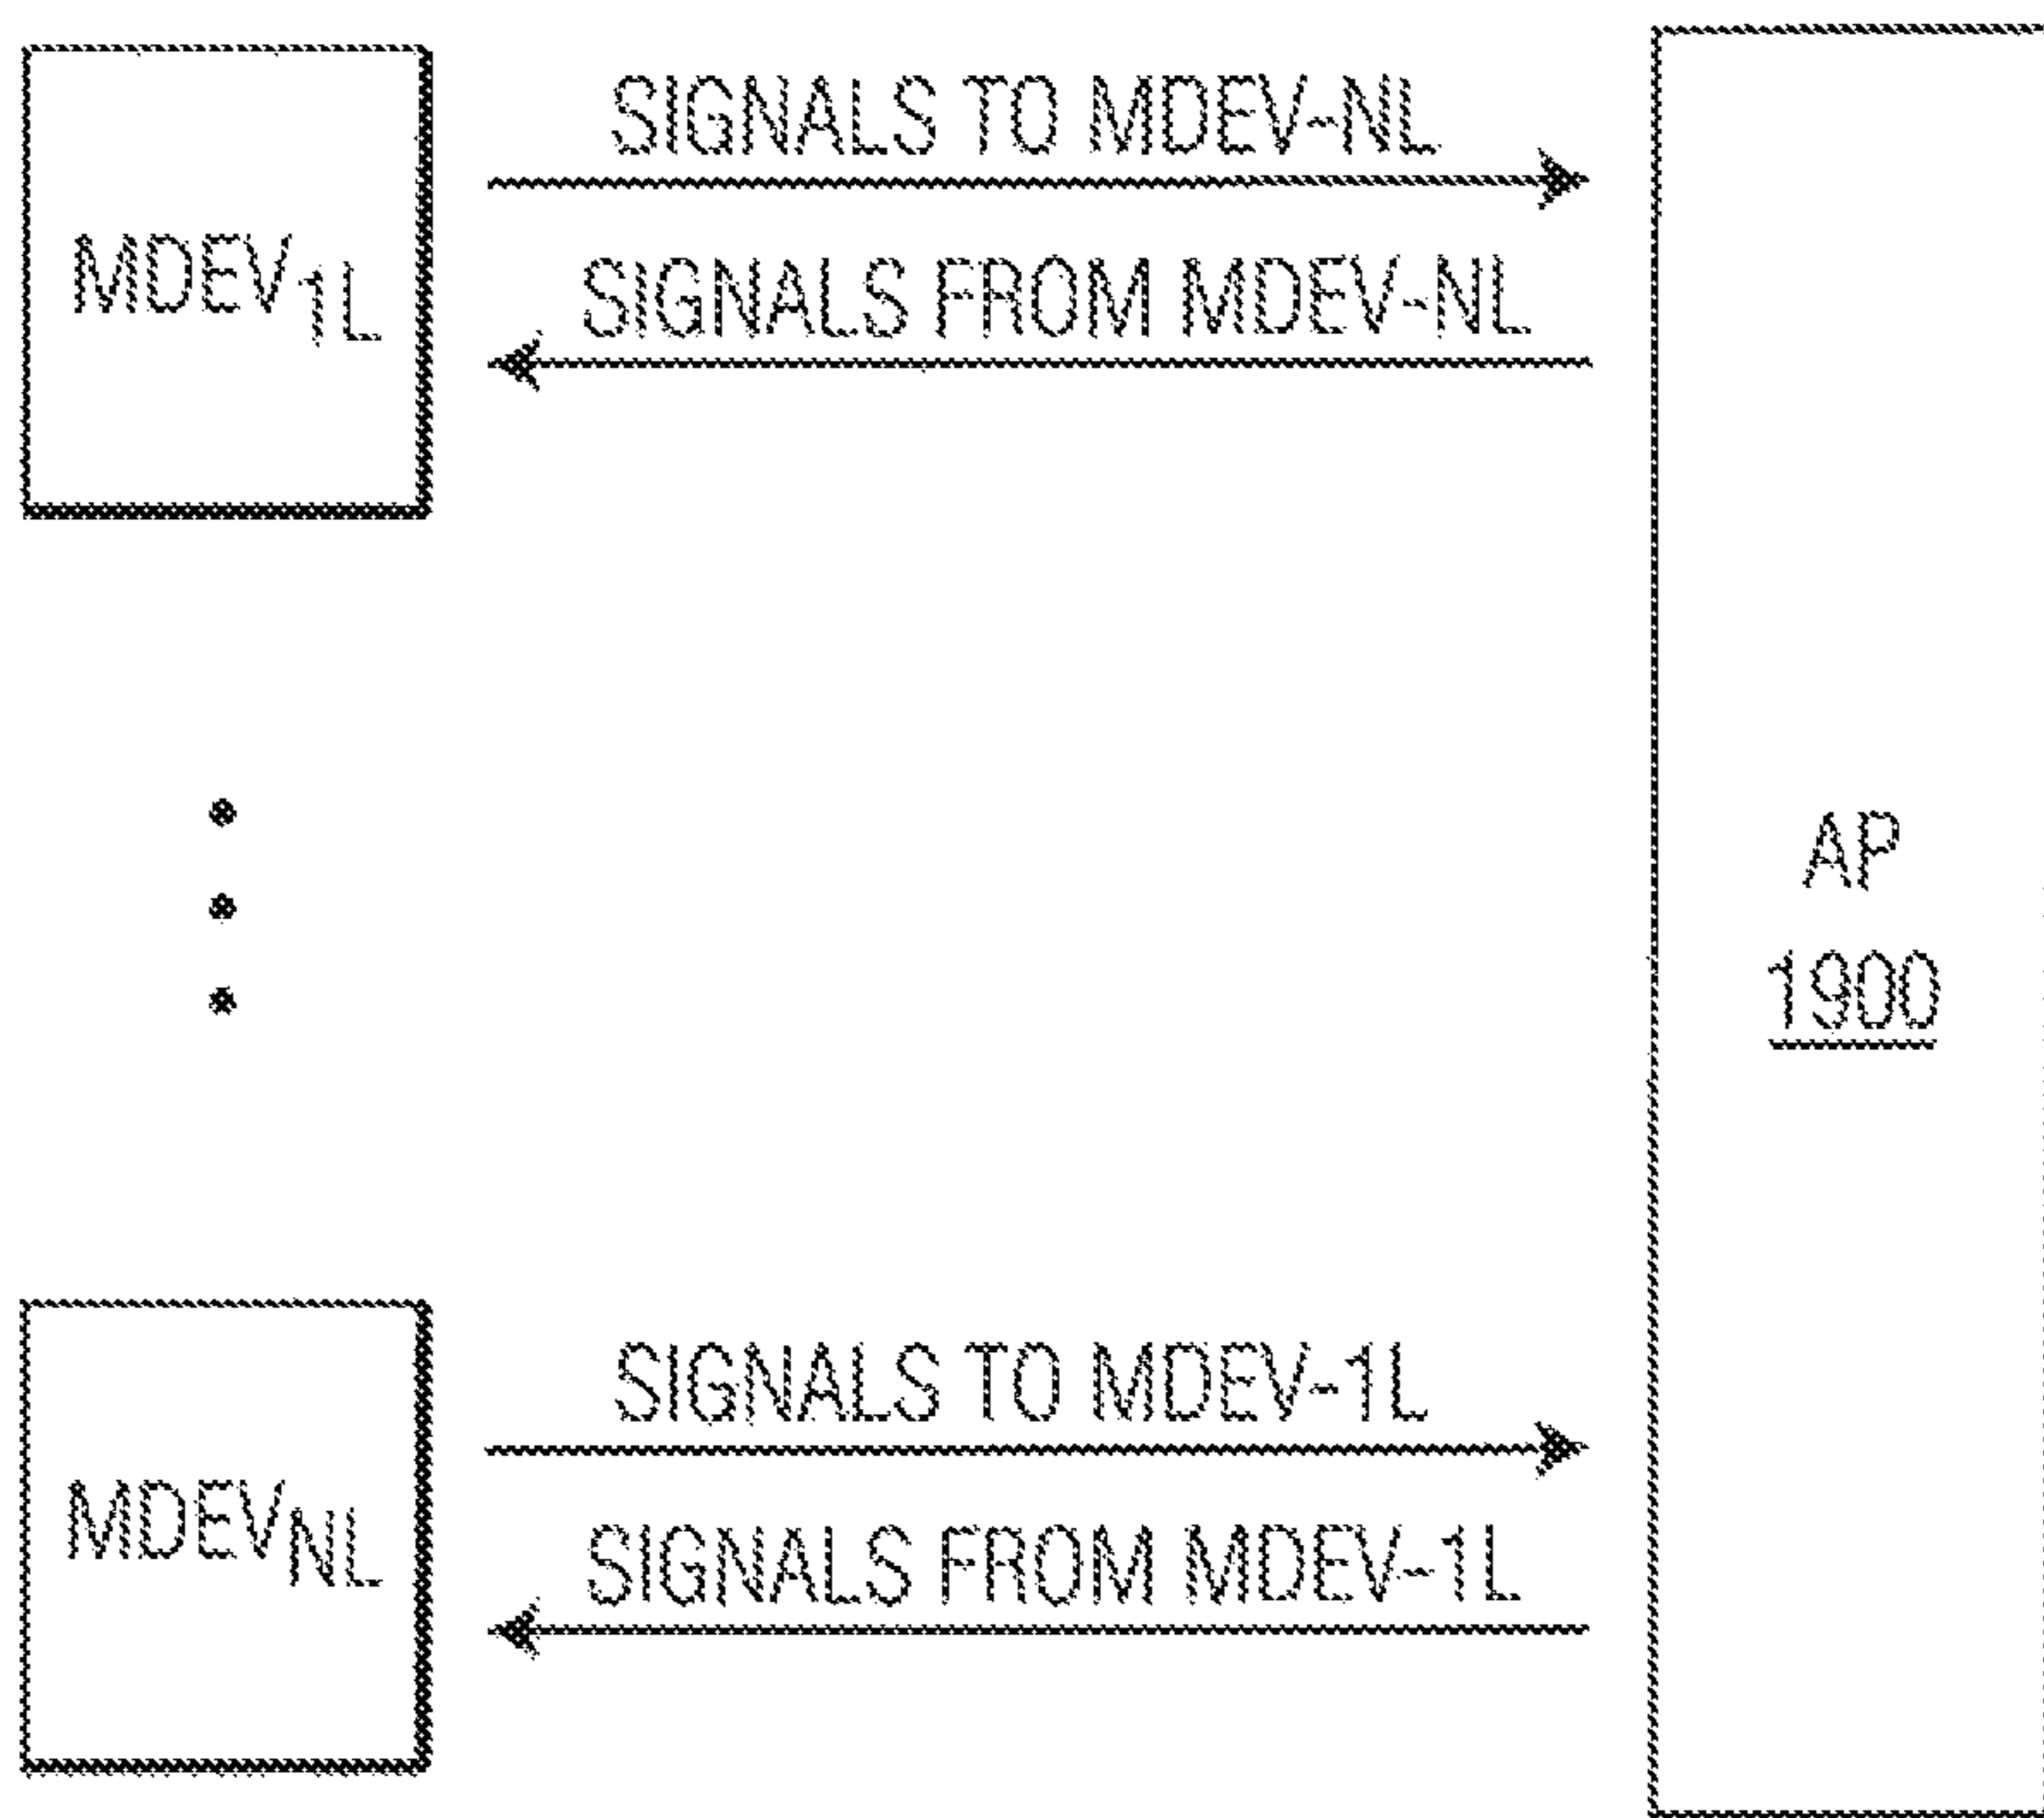 SIGNALS TO MDEV-NL
MDEV1L
SIGNALS FROM MDEV-NL
AP
1900
SIGNALS TO MDEV-1L
MDEVNL
SIGNALS FROM MDEV-1L